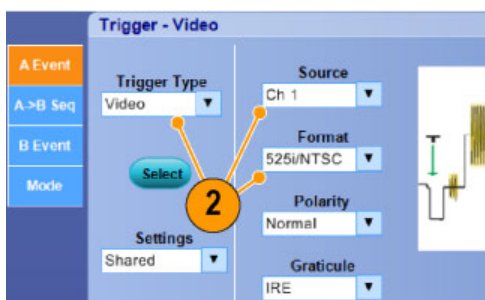 Trigger - Video
A Event
A->B Seq
B Event
Mode
Trigger Type
Video
Select
Settings
Shared
2
Source
Ch 1
Format
525i/NTSC
Polarity
Normal
Graticule
IRE
T